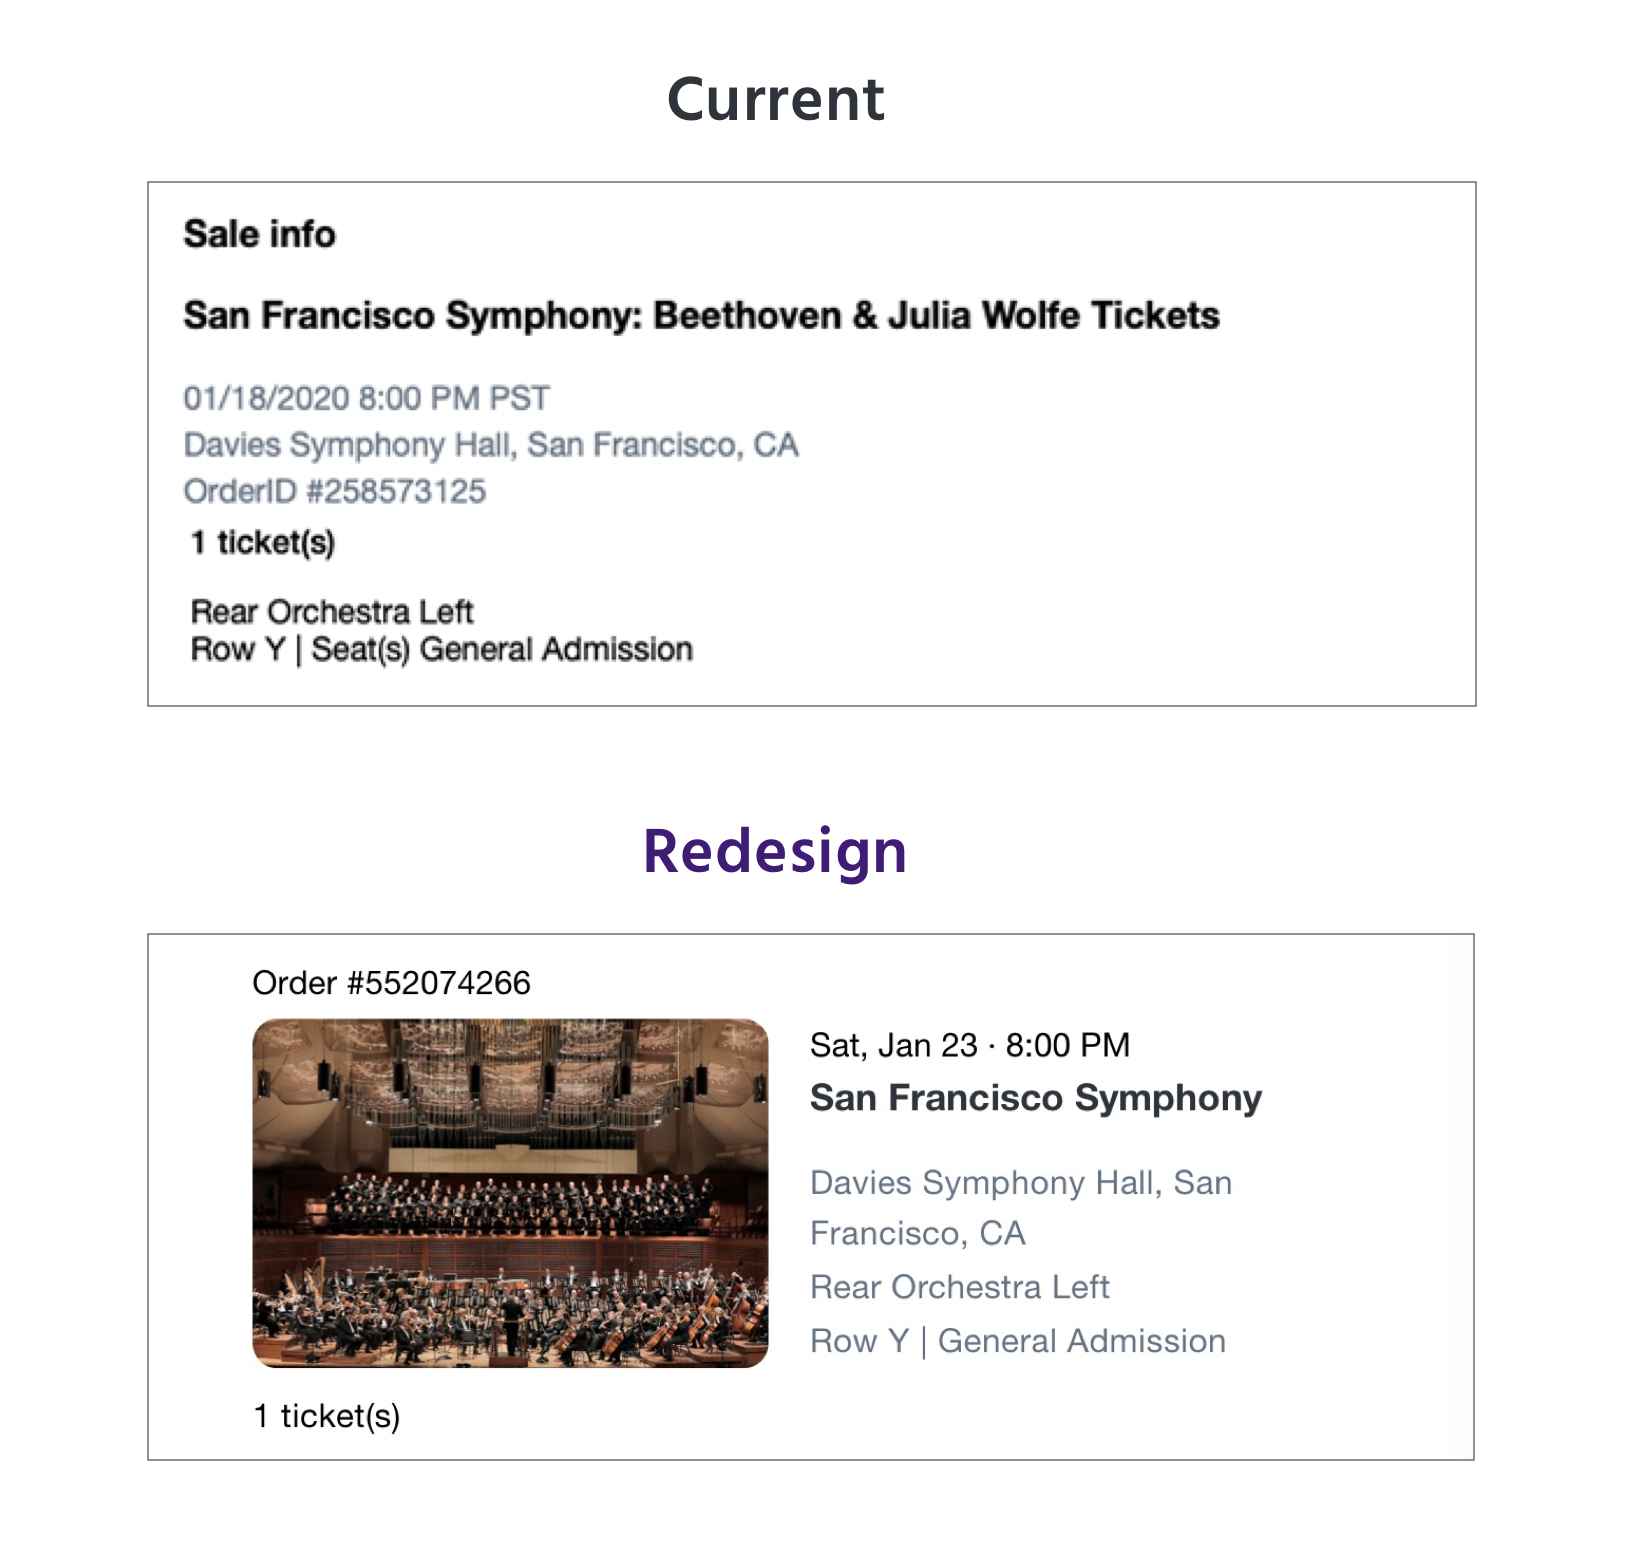 Current
Sale info
San Francisco Symphony: Beethoven & Julia Wolfe Tickets
01/18/2020 8:00 PM PST
Davies Symphony Hall, San Francisco, CA
OrderID #258573125
1 ticket(s)
Rear Orchestra Left
Row Y | Seat(s) General Admission
Redesign
Order #552074266
Sat, Jan 23 · 8:00 PM
San Francisco Symphony
Davies Symphony Hall, San
Francisco, CA
Rear Orchestra Left
Row Y | General Admission
1 ticket(s)